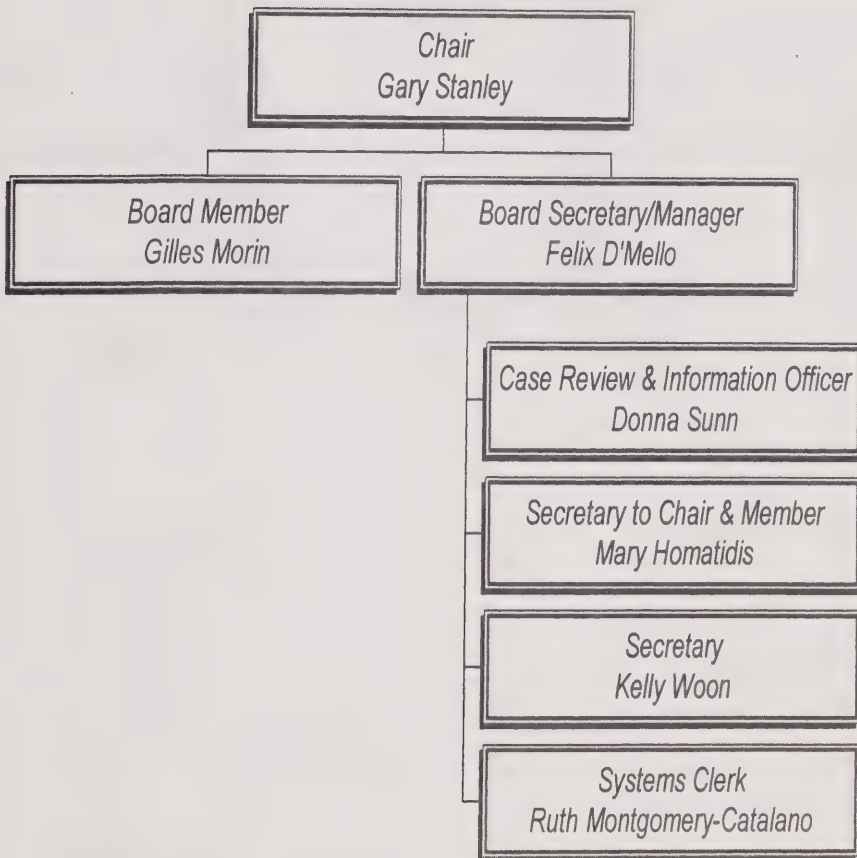 Chair
Gary Stanley
Board Member
Gilles Morin
Board Secretary/Manager
Felix D'Mello
Case Review & Information Officer
Donna Sunn
Secretary to Chair & Member
Mary Homatidis
Secretary
Kelly Woon
Systems Clerk
Ruth Montgomery-Catalano